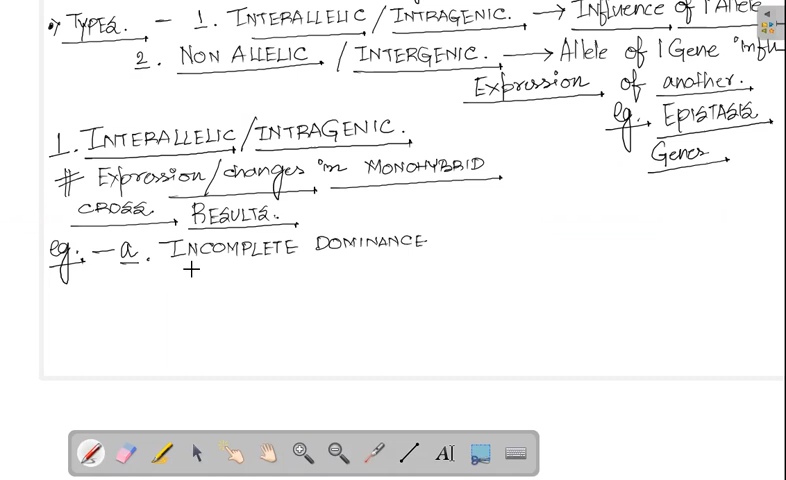 •) TYPES. - 1. INTERALLELIC / INTRAGENIC. → Influence of 1 Allele
2. NON ALLELIC / INTERGENIC. → Allele of 1 Gene
Expression of another.
eg. EPISTASIS
Genes
1. INTERALLELIC / INTRAGENIC.
# Expression/changes in MONOHYBRID
CROSS RESULTS.
eg: - a. INCOMPLETE DOMINANCE
AI